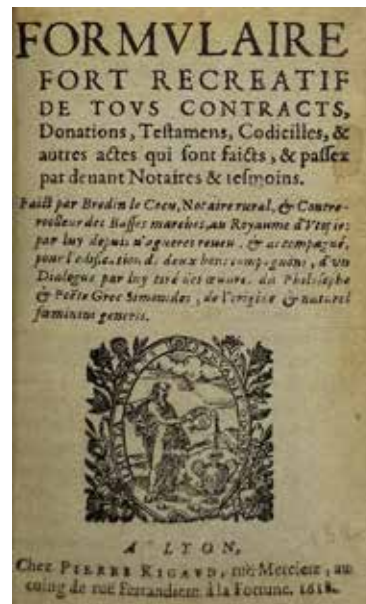 FORMVLAIRE
FORT RECREATIF
DE TOVS CONTRACTS,
Donations, Teſtamens, Codicilles, &
autres actes qui ſont faicts, & paſſez
par deuant Notaires & teſmoins.
Faict par Bredin le Cocu, Notaire rural, & Contre-
rooleur des Baſſes marches, au Royaume d'Vtopie:
par luy depuis n'agueres reueu, & accompagné,
pour l'edification de deux bons compagnons, d'vn
Dialogue par luy tiré des œuures du Philoſophe
& Poëte Grec Simonides, de l'origine & naturel
fœminini generis.
A LYON,
Chez PIERRE RIGAVD, ruë Merciere, au
coing de ruë Ferrandiere à la Fortune. 1618.